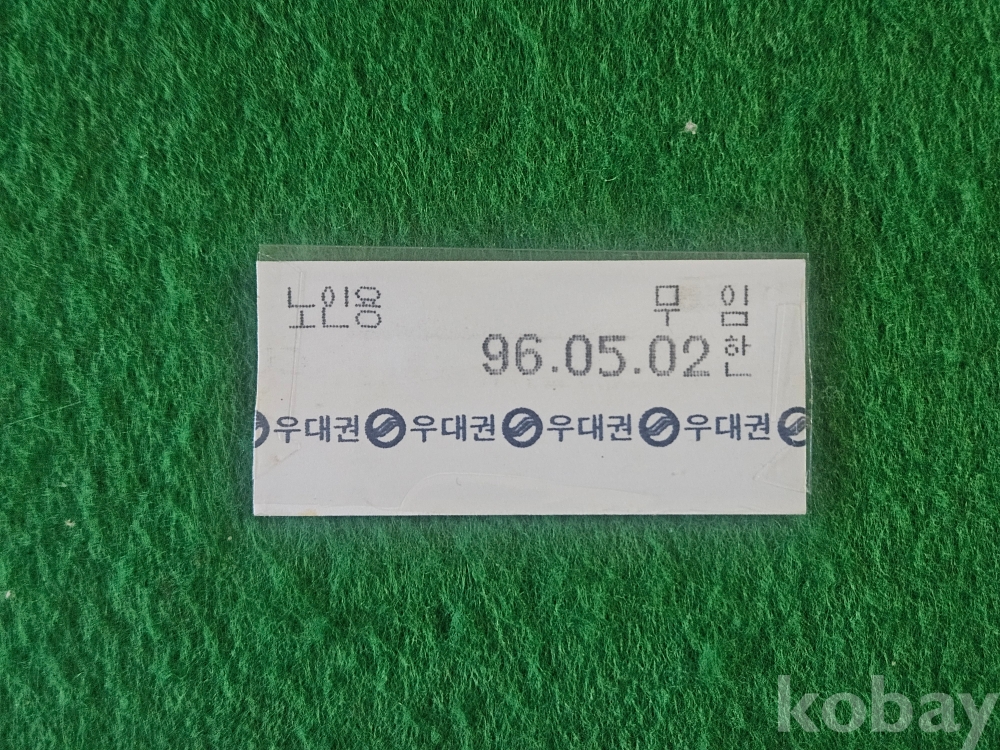 노인용 무 임
96.05.02 한
우대권 우대권 우대권 우대권
kobay